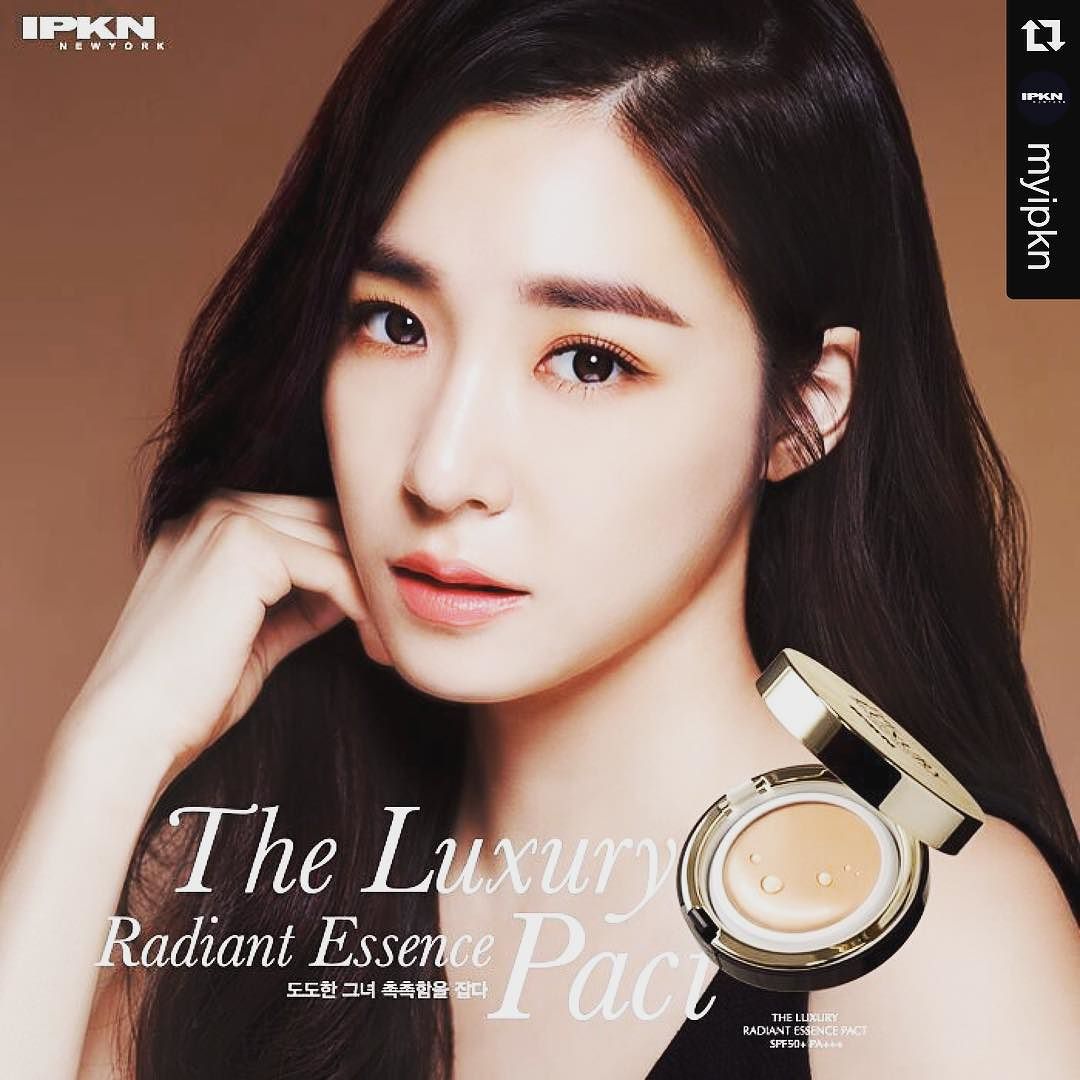 IPKN
NEWYORK
IPKN
myipkn
The Luxury
Radiant Essence Pact
도도한 그녀 촉촉함을 잡다
THE LUXURY
RADIANT ESSENCE PACT
SPF50+ PA+++